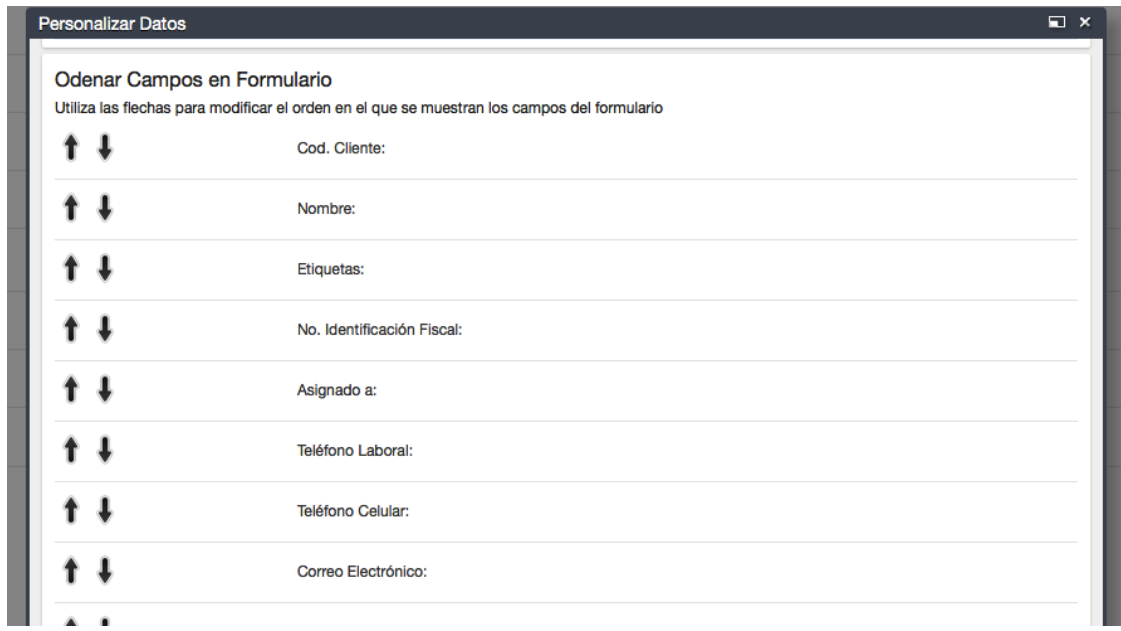 Personalizar Datos
Odenar Campos en Formulario
Utiliza las flechas para modificar el orden en el que se muestran los campos del formulario
Cod. Cliente:
Nombre:
Etiquetas:
No. Identificación Fiscal:
Asignado a:
Teléfono Laboral:
Teléfono Celular:
Correo Electrónico: